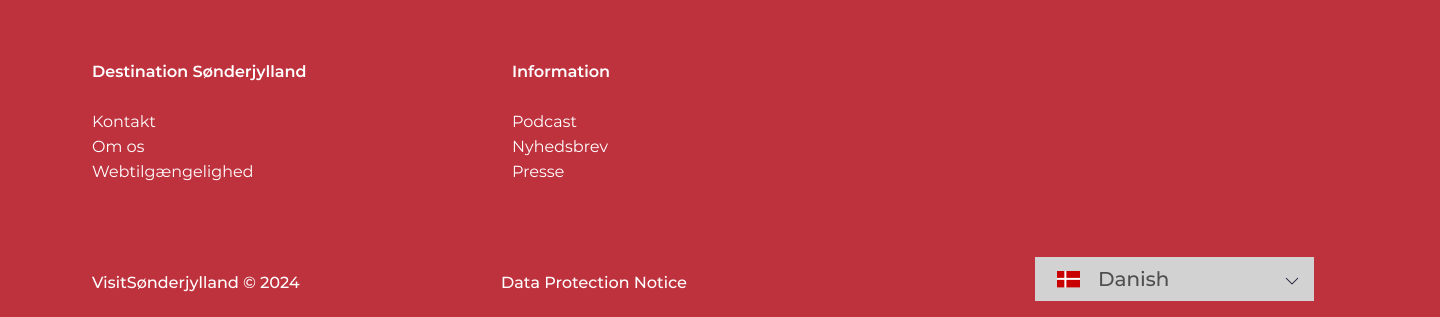 Destination Sønderjylland
Kontakt
Om os
Webtilgængelighed
Information
Podcast
Nyhedsbrev
Presse
VisitSønderjylland © 2024
Data Protection Notice
Danish